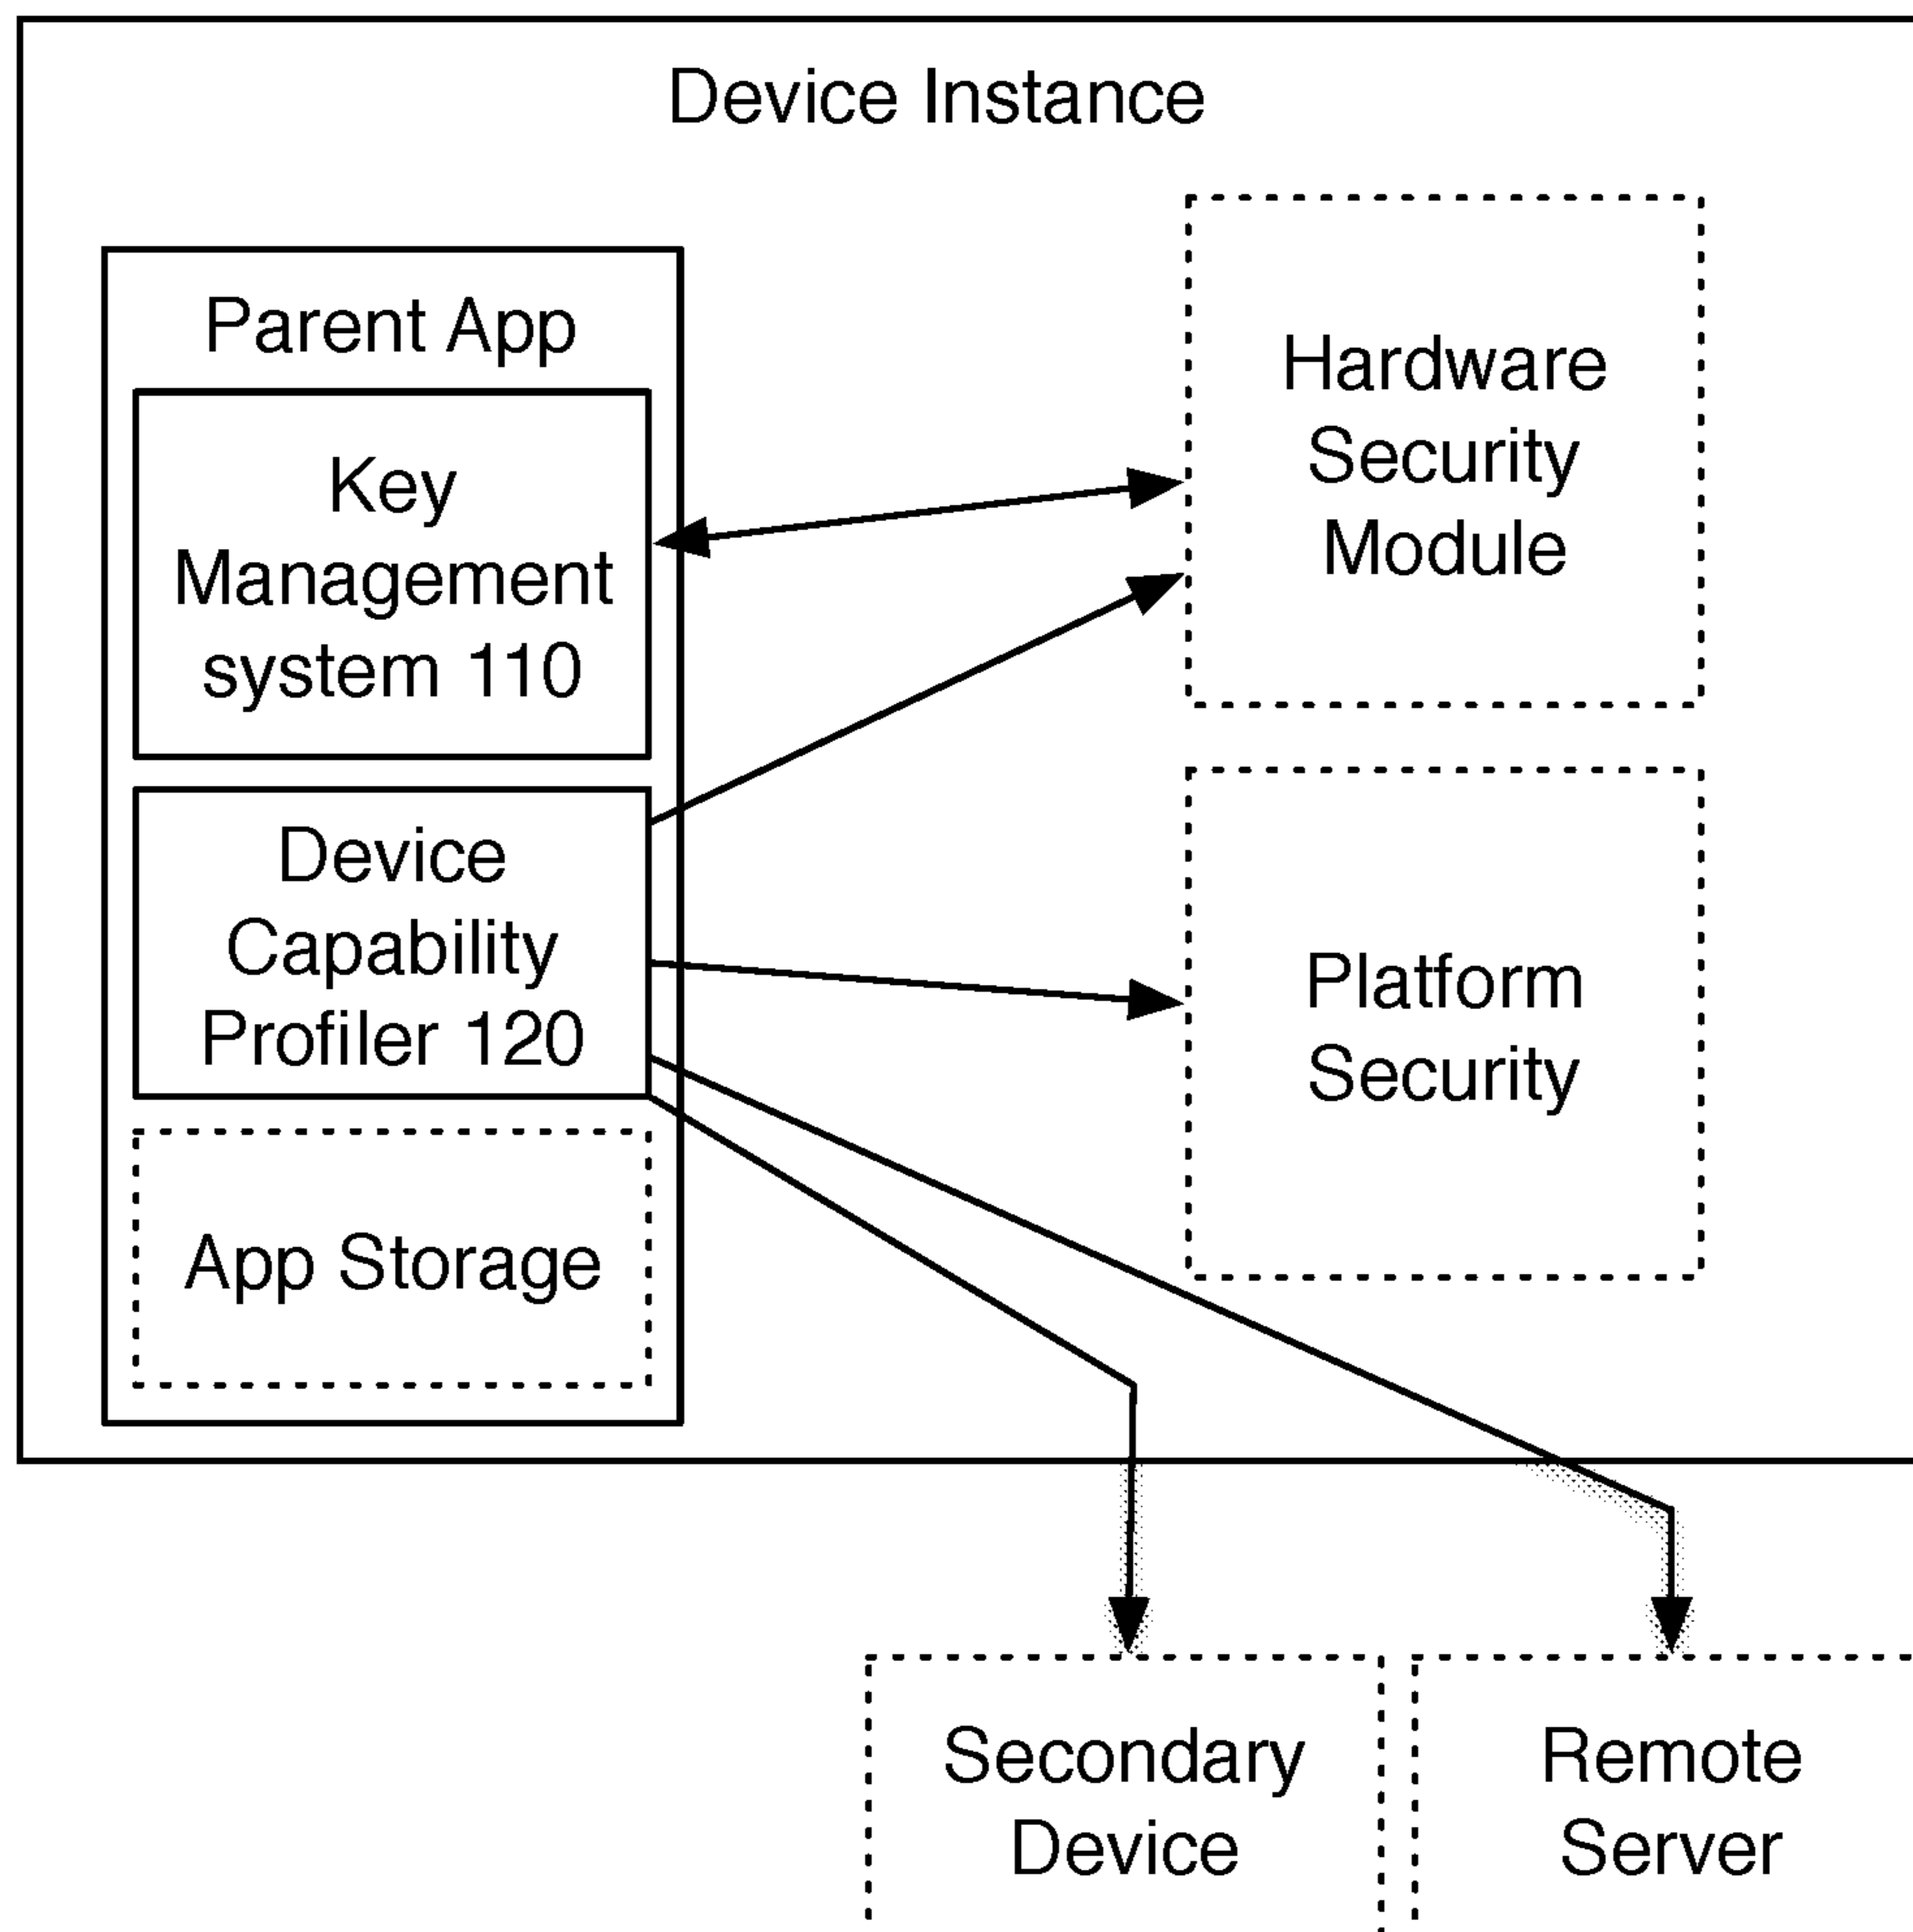 Device Instance
Parent App
Key
Management
system 110
Device
Capability
Profiler 120
App Storage
Hardware
Security
Module
Platform
Security
Secondary
Device
Remote
Server